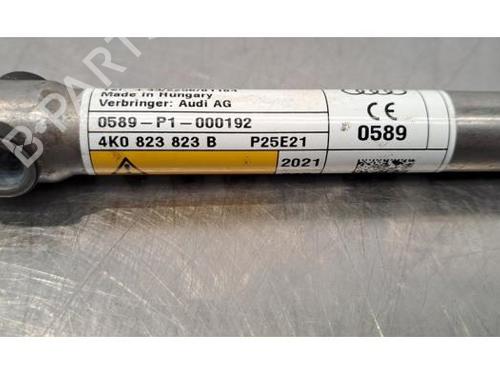 Made in Hungary
Verbringer: Audi AG
0589-P1-000192
4K0 823 823 B P25E21
2021
CE
0589
B-PARTS